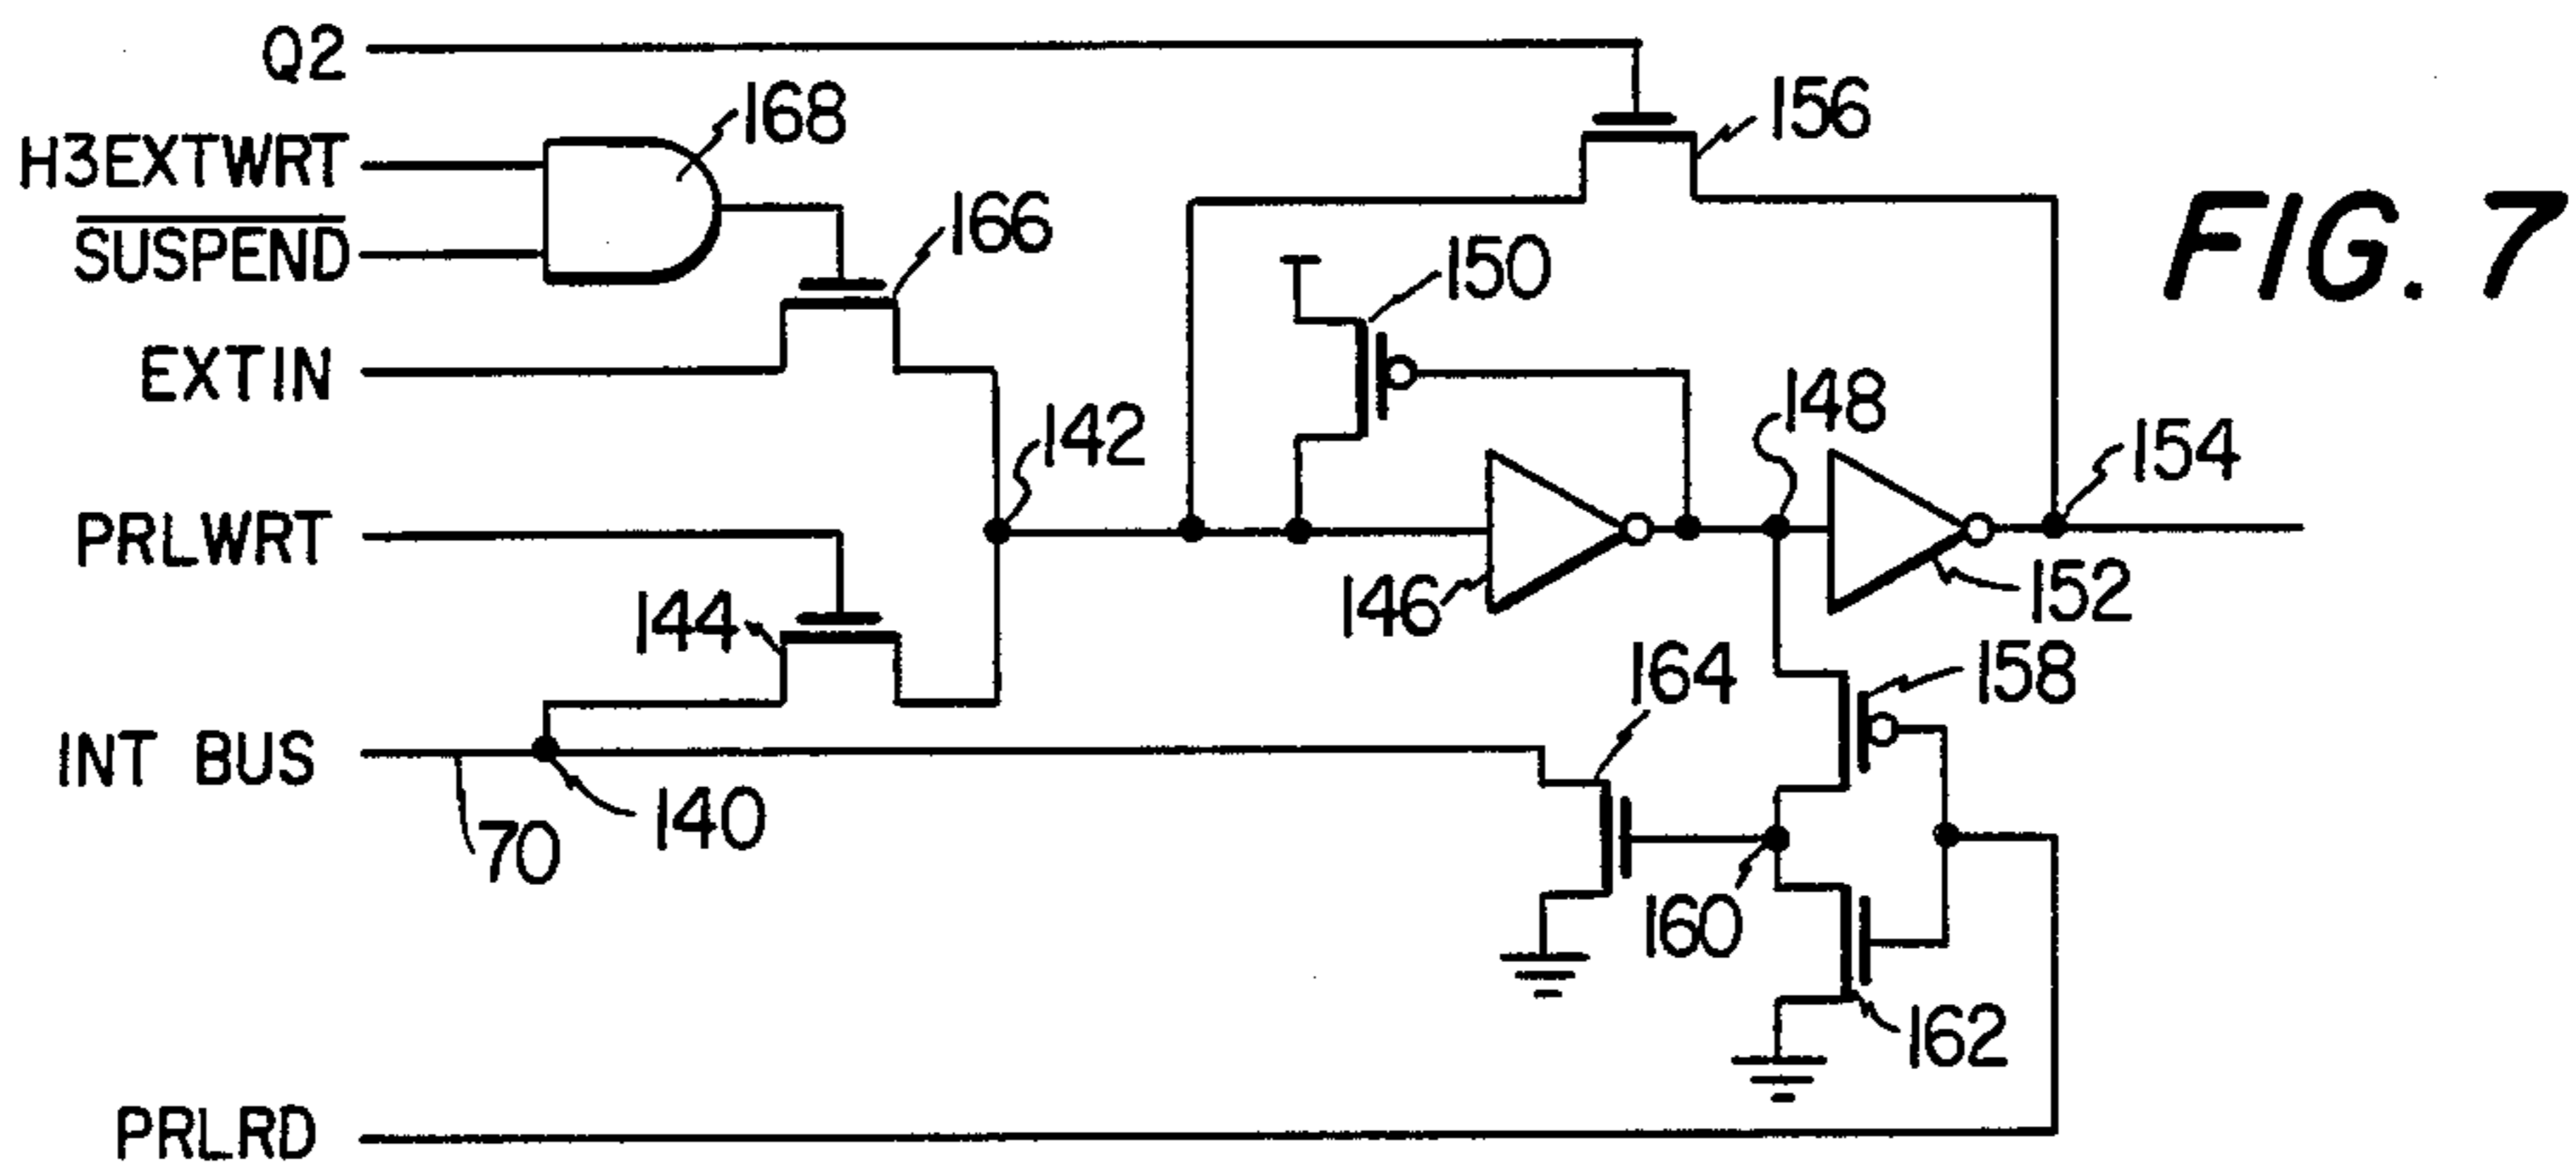 Q2
168
156
H3EXTWRT
166
FIG. 7
SUSPEND
150
EXTIN
148
142
154
PRLWRT
144
146
152
164
158
INT BUS
140
70
160
162
PRLRD